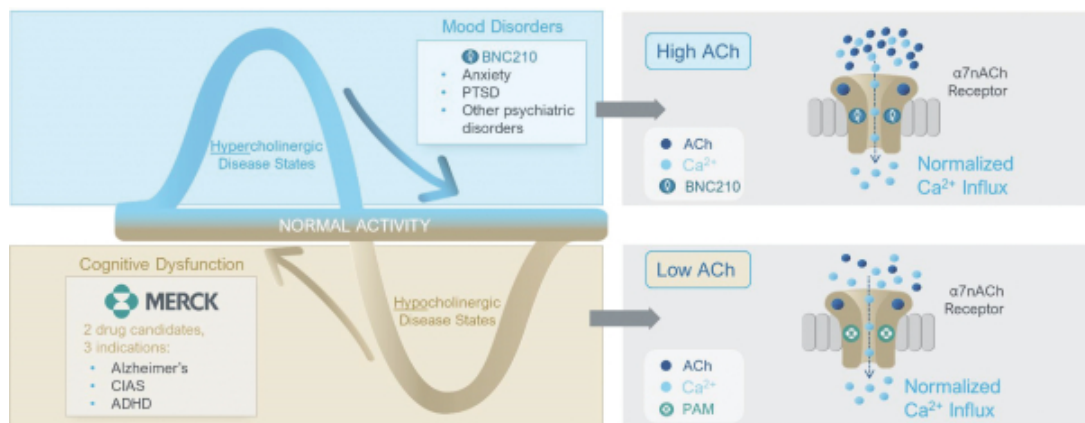 Mood Disorders
BNC210
• Anxiety
• PTSD
• Other psychiatric
disorders
Hypercholinergic
Disease States
NORMAL ACTIVITY
Cognitive Dysfunction
MERCK
2 drug candidates,
3 indications:
• Alzheimer's
• CIAS
• ADHD
Hypocholinergic
Disease States
High ACh
α7nACh
Receptor
ACh
Ca²⁺
BNC210
Normalized
Ca²⁺ Influx
Low ACh
α7nACh
Receptor
ACh
Ca²⁺
PAM
Normalized
Ca²⁺ Influx